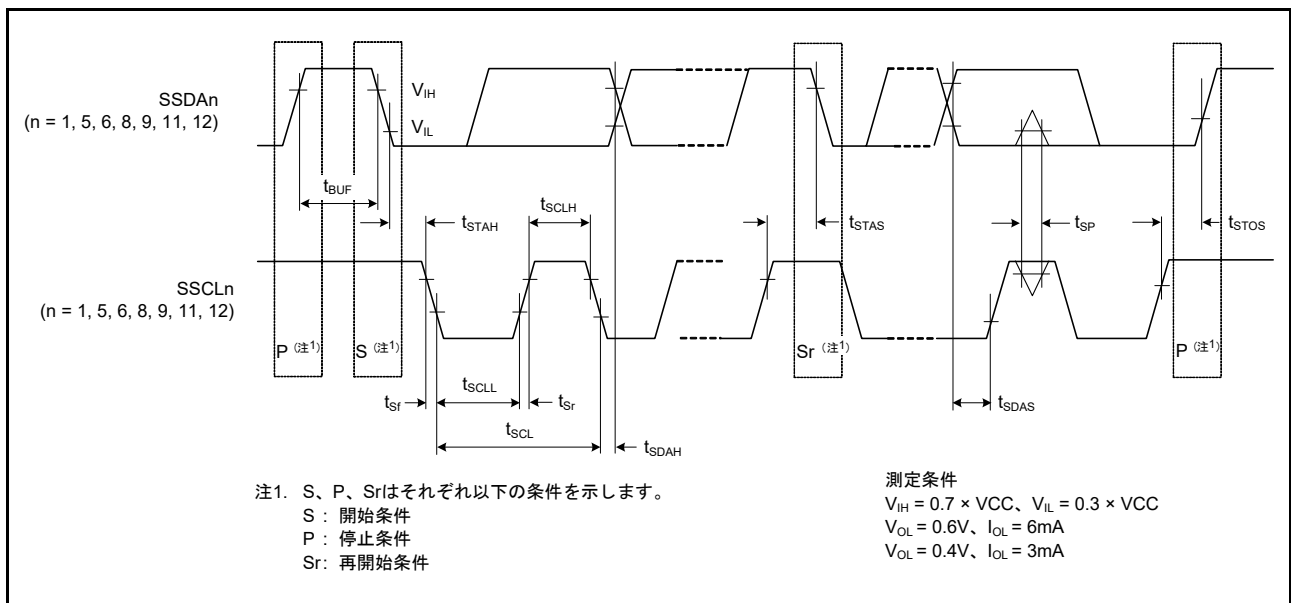 SSDAn
(n = 1, 5, 6, 8, 9, 11, 12)
VIH
VIL
tBUF
tSTAH
tSCLH
tSTAS
tSP
tSTOS
SSCLn
(n = 1, 5, 6, 8, 9, 11, 12)
P (注1)
S (注1)
Sr (注1)
P (注1)
tSf
tSCLL
tSr
tSCL
tSDAH
tSDAS
注1. S、P、Srはそれぞれ以下の条件を示します。
S : 開始条件
P : 停止条件
Sr: 再開始条件
測定条件
VIH = 0.7 × VCC、VIL = 0.3 × VCC
VOL = 0.6V、IOL = 6mA
VOL = 0.4V、IOL = 3mA